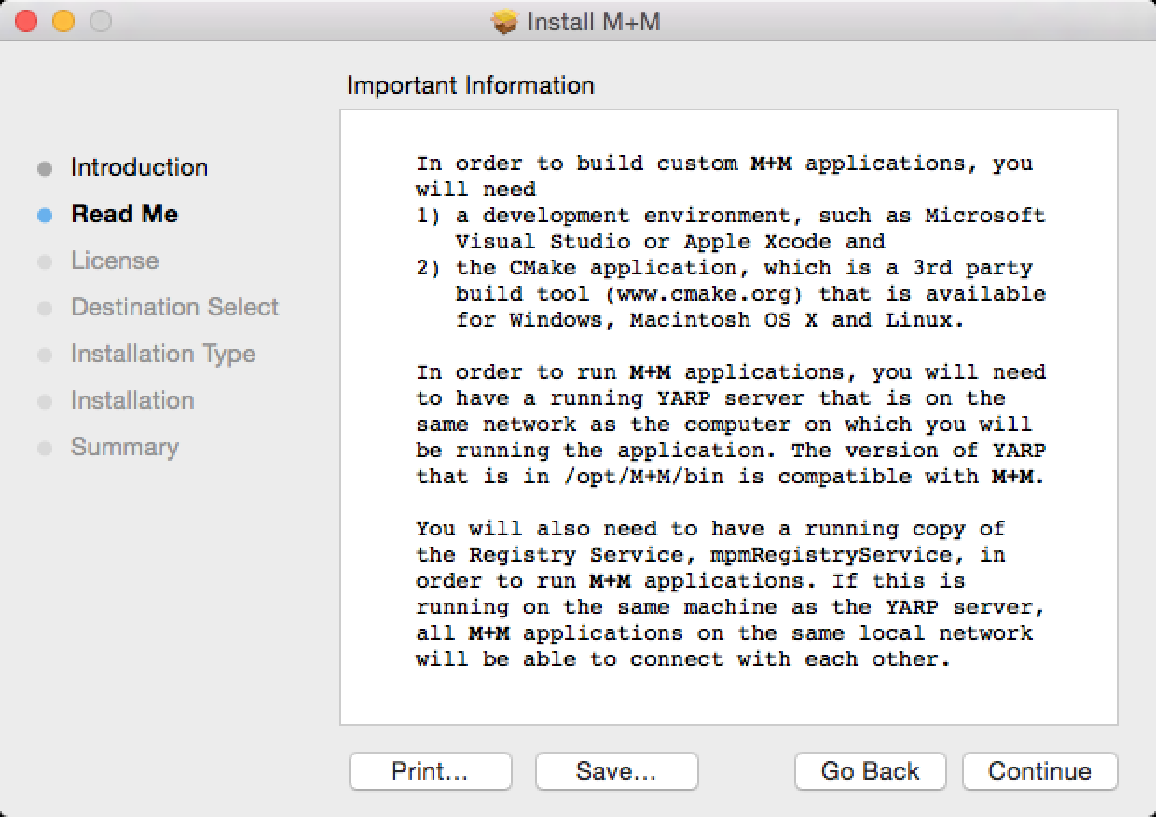 Install M+M
Important Information
Introduction
Read Me
License
Destination Select
Installation Type
Installation
Summary
In order to build custom M+M applications, you
will need
1) a development environment, such as Microsoft
Visual Studio or Apple Xcode and
2) the CMake application, which is a 3rd party
build tool (www.cmake.org) that is available
for Windows, Macintosh OS X and Linux.
In order to run M+M applications, you will need
to have a running YARP server that is on the
same network as the computer on which you will
be running the application. The version of YARP
that is in /opt/M+M/bin is compatible with M+M.
You will also need to have a running copy of
the Registry Service, mpmRegistryService, in
order to run M+M applications. If this is
running on the same machine as the YARP server,
all M+M applications on the same local network
will be able to connect with each other.
Print...
Save...
Go Back
Continue